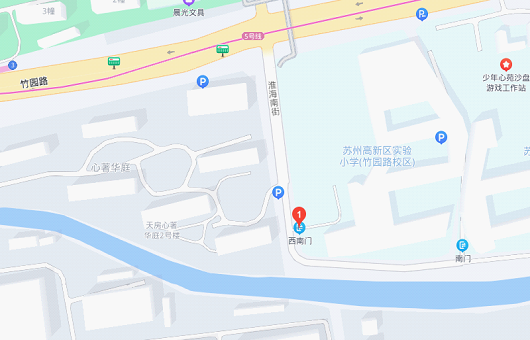 3幢
2幢
晨光文具
5号线
竹园路
淮海南街
少年心苑沙盘
游戏工作站
苏州高新区实验
小学(竹园路校区)
心著华庭
天房心著
华庭2号楼
1
西南门
南门
P
P
P
P